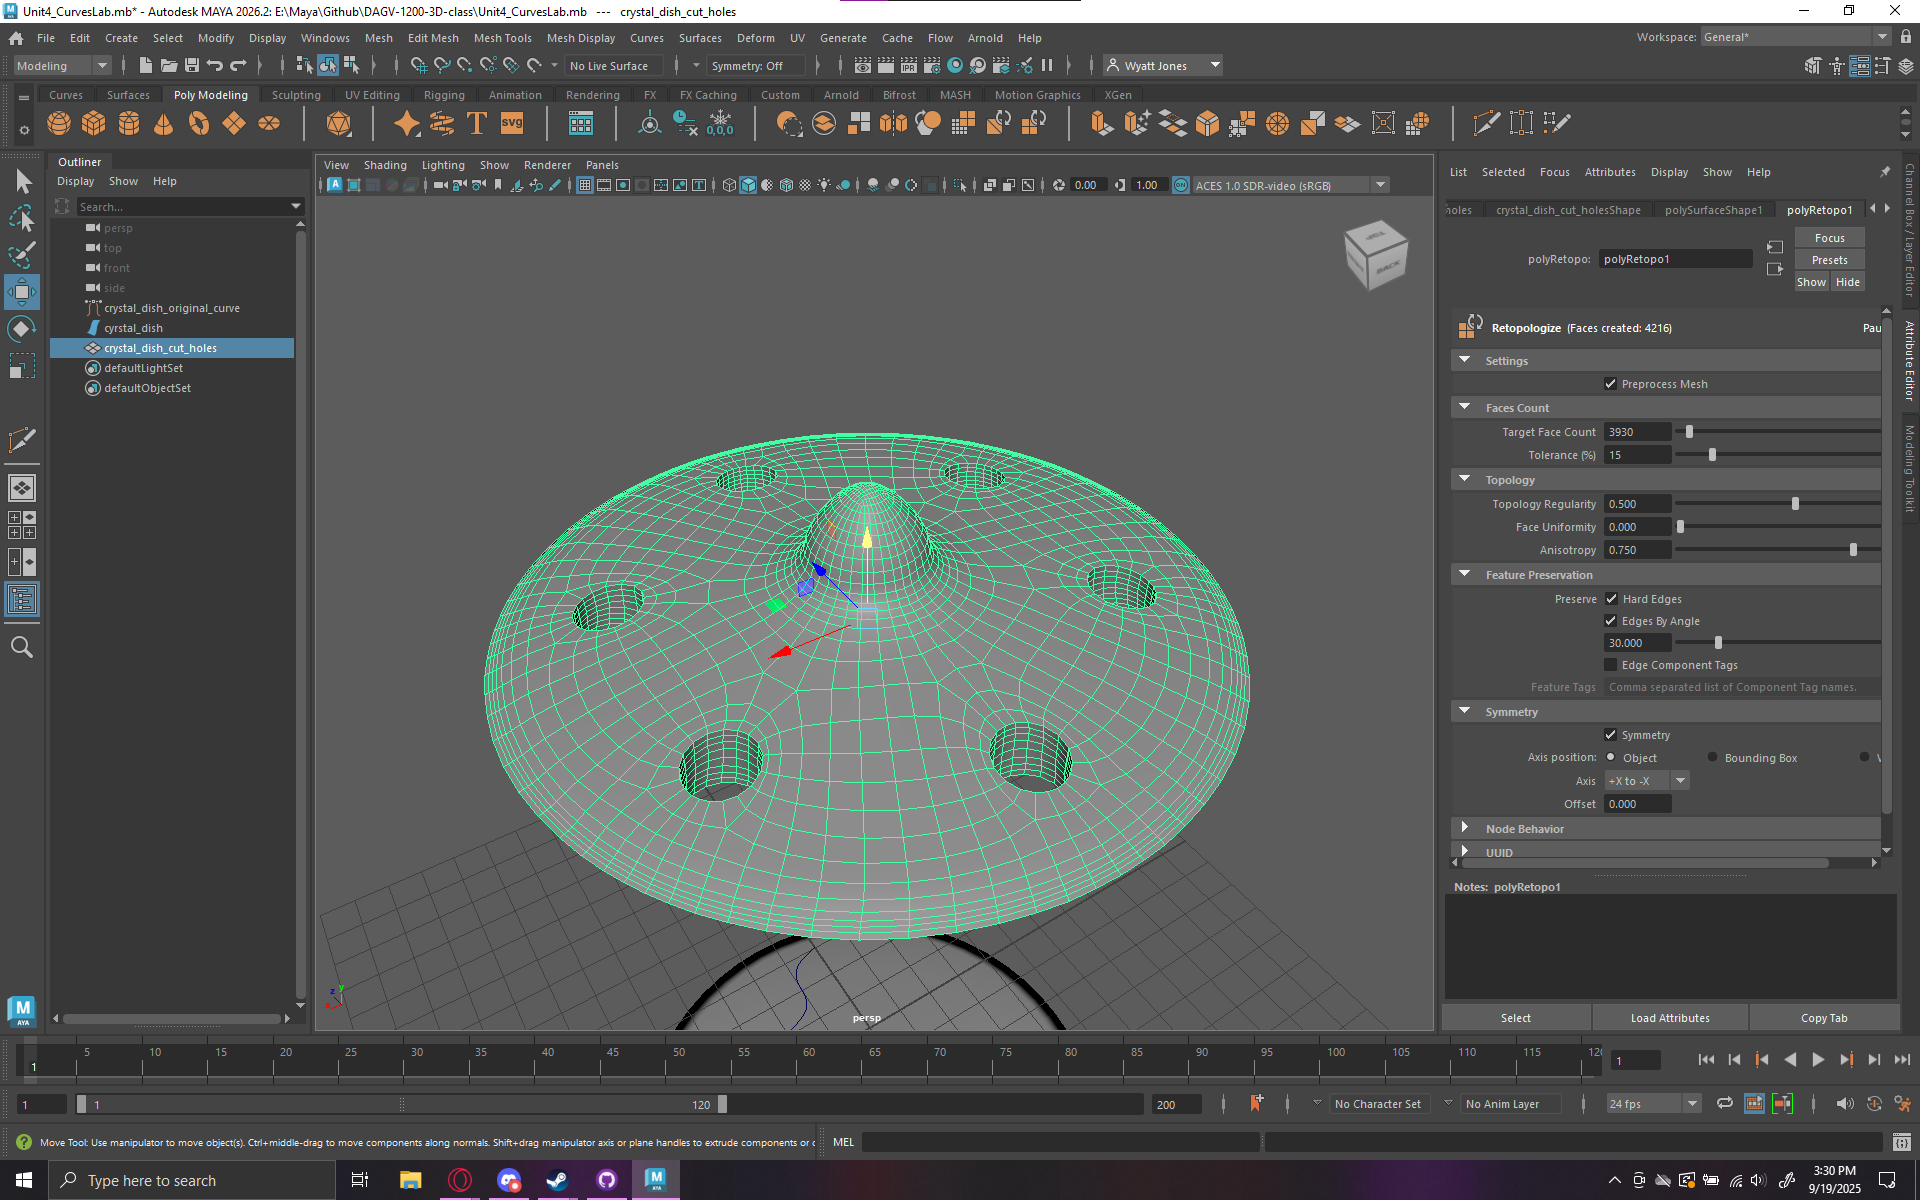 Unit4_CurvesLab.mb* - Autodesk MAYA 2026.2: E:\Maya\Github\DAGV-1200-3D-class\Unit4_CurvesLab.mb   ---   crystal_dish_cut_holes
File Edit Create Select Modify Display Windows Mesh Edit Mesh Mesh Tools Mesh Display Curves Surfaces Deform UV Generate Cache Flow Arnold Help
Workspace: General*
Modeling
No Live Surface
Symmetry: Off
IPR
Wyatt Jones
Curves Surfaces Poly Modeling Sculpting UV Editing Rigging Animation Rendering FX FX Caching Custom Arnold Bifrost MASH Motion Graphics XGen
T
svg
0,0,0
Outliner
Display Show Help
Search...
persp
top
front
side
crystal_dish_original_curve
cyrstal_dish
crystal_dish_cut_holes
defaultLightSet
defaultObjectSet
View Shading Lighting Show Renderer Panels
0.00
1.00
ACES 1.0 SDR-video (sRGB)
TOP
BACK
z
y
x
persp
List Selected Focus Attributes Display Show Help
holes crystal_dish_cut_holesShape polySurfaceShape1 polyRetopo1
polyRetopo: polyRetopo1
Focus
Presets
Show Hide
Retopologize (Faces created: 4216)
Pau
Settings
Preprocess Mesh
Faces Count
Target Face Count 3930
Tolerance (%) 15
Topology
Topology Regularity 0.500
Face Uniformity 0.000
Anisotropy 0.750
Feature Preservation
Preserve Hard Edges
Edges By Angle
30.000
Edge Component Tags
Feature Tags Comma separated list of Component Tag names.
Symmetry
Symmetry
Axis position: Object Bounding Box
Axis +X to -X
Offset 0.000
Node Behavior
UUID
Notes: polyRetopo1
Select Load Attributes Copy Tab
Channel Box / Layer Editor
Attribute Editor
Modeling Toolkit
M
AYA
1
5 10 15 20 25 30 35 40 45 50 55 60 65 70 75 80 85 90 95 100 105 110 115 120
1
1
1
120
200
No Character Set
No Anim Layer
24 fps
Move Tool: Use manipulator to move object(s). Ctrl+middle-drag to move components along normals. Shift+drag manipulator axis or plane handles to extrude components or c
MEL
Type here to search
M
AYA
3:30 PM
9/19/2025